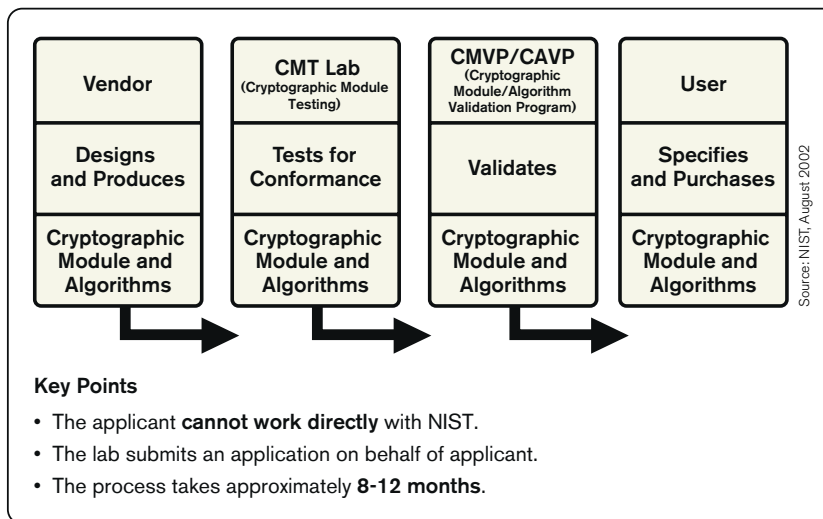 Vendor
Designs
and Produces
Cryptographic
Module and
Algorithms
CMT Lab
(Cryptographic Module
Testing)
Tests for
Conformance
Cryptographic
Module and
Algorithms
CMVP/CAVP
(Cryptographic
Module/Algorithm
Validation Program)
Validates
Cryptographic
Module and
Algorithms
User
Specifies
and Purchases
Cryptographic
Module and
Algorithms
Source: NIST, August 2002
Key Points
• The applicant cannot work directly with NIST.
• The lab submits an application on behalf of applicant.
• The process takes approximately 8-12 months.